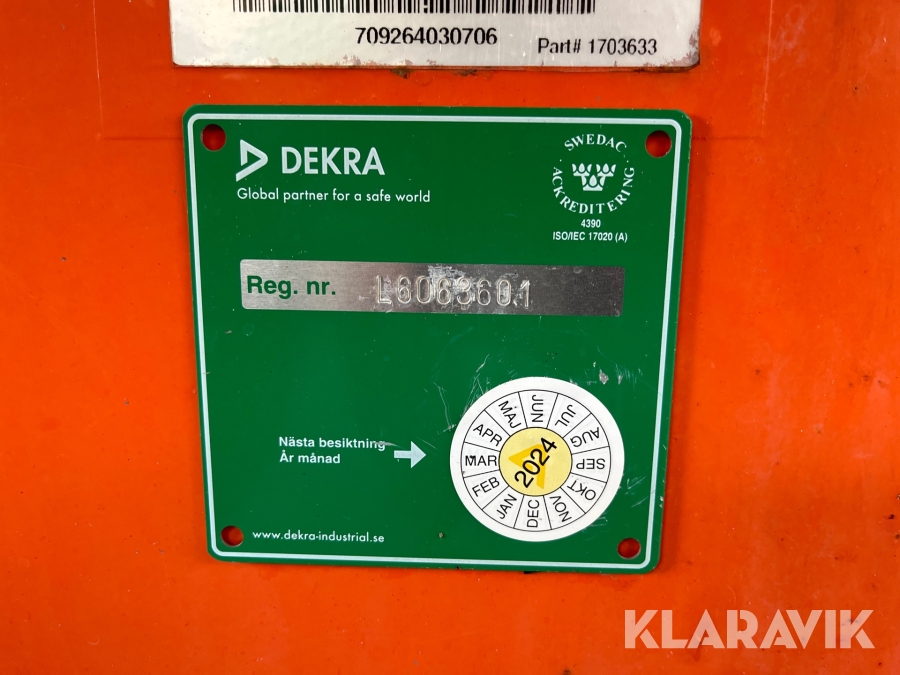 709264030706
Part# 1703633
DEKRA
Global partner for a safe world
SWEDAC
ACKREDITERING
4390
ISO/IEC 17020 (A)
Reg. nr. L6063601
Nästa besiktning
År månad
JAN
FEB
MAR
APR
MAJ
JUN
JUL
AUG
SEP
OKT
NOV
DEC
2024
www.dekra-industrial.se
KLARAVIK